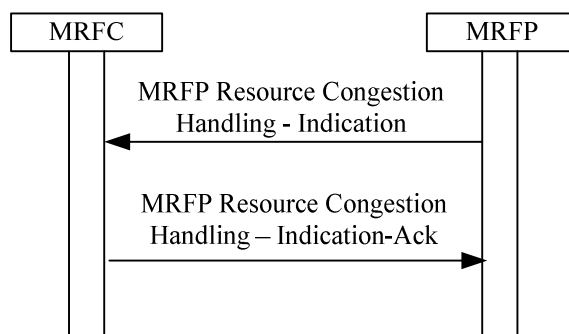 MRFC
MRFP
MRFP Resource Congestion
Handling - Indication
MRFP Resource Congestion
Handling – Indication-Ack